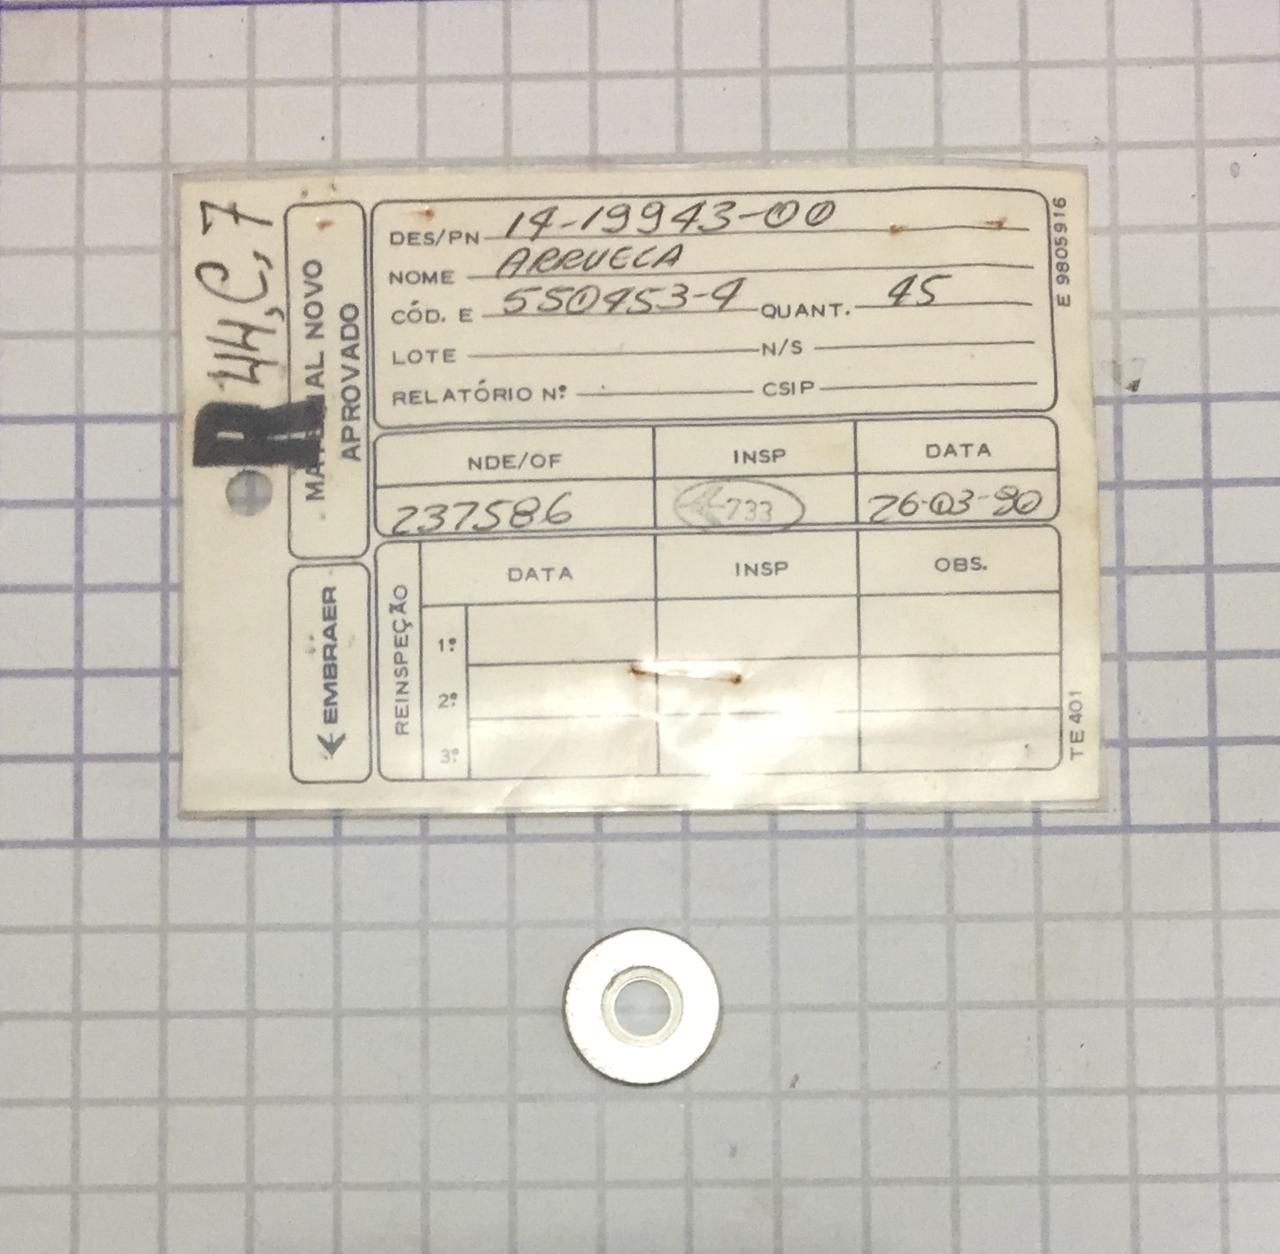 DES/PN 14-19943-00
NOME ARRUELA
CÓD. E 550453-4 QUANT. 45
LOTE N/S
RELATÓRIO Nº CSIP
NDE/OF INSP DATA
237586 733 26-03-90
DATA INSP OBS.
REINSPEÇÃO
1º
2º
3º
R 44, C, 7
MATERIAL NOVO
APROVADO
EMBRAER
E 9805916
TE 401